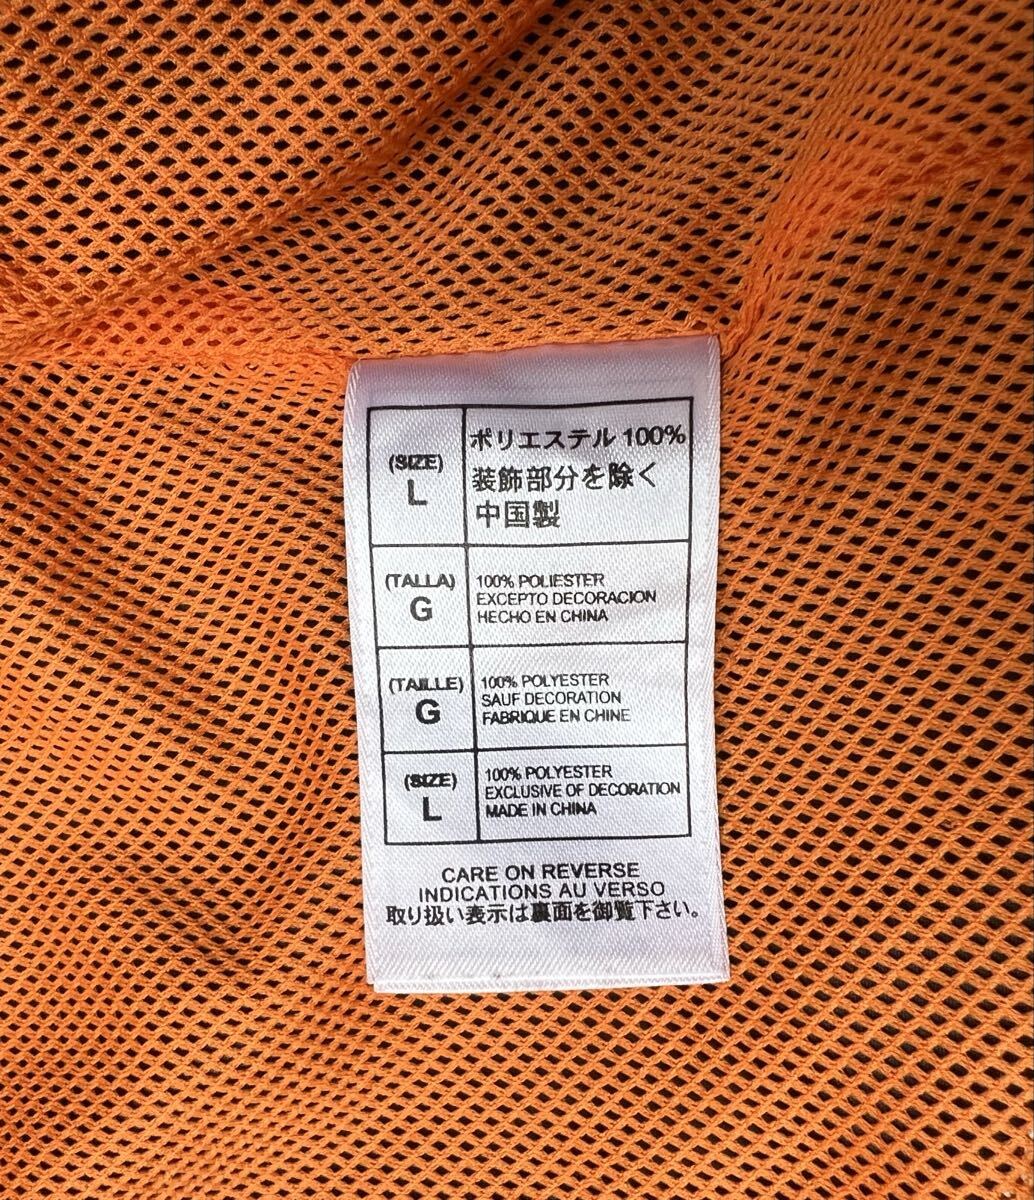 (SIZE)
L
ポリエステル 100%
装飾部分を除く
中国製
(TALLA)
G
100% POLIESTER
EXCEPTO DECORACION
HECHO EN CHINA
(TAILLE)
G
100% POLYESTER
SAUF DECORATION
FABRIQUE EN CHINE
(SIZE)
L
100% POLYESTER
EXCLUSIVE OF DECORATION
MADE IN CHINA
CARE ON REVERSE
INDICATIONS AU VERSO
取り扱い表示は裏面を御覧下さい。